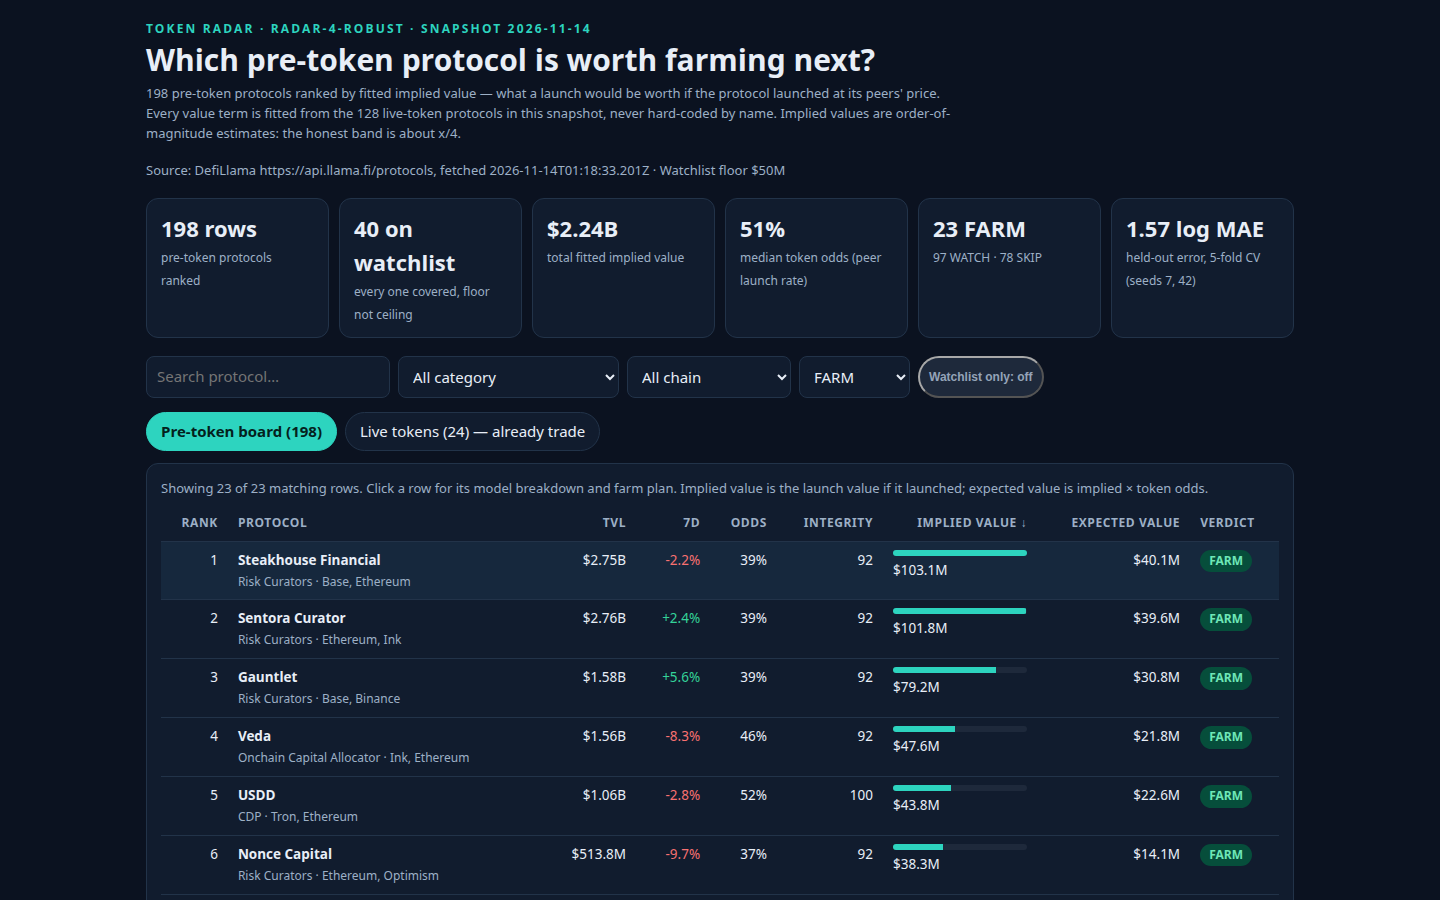 TOKEN RADAR · RADAR-4-ROBUST · SNAPSHOT 2026-11-14
Which pre-token protocol is worth farming next?
198 pre-token protocols ranked by fitted implied value — what a launch would be worth if the protocol launched at its peers' price.
Every value term is fitted from the 128 live-token protocols in this snapshot, never hard-coded by name. Implied values are order-of-
magnitude estimates: the honest band is about x/4.
Source: DefiLlama https://api.llama.fi/protocols, fetched 2026-11-14T01:18:33.201Z · Watchlist floor $50M
198 rows
pre-token protocols
ranked
40 on
watchlist
every one covered, floor
not ceiling
$2.24B
total fitted implied value
51%
median token odds (peer
launch rate)
23 FARM
97 WATCH · 78 SKIP
1.57 log MAE
held-out error, 5-fold CV
(seeds 7, 42)
Search protocol...
All category
All chain
FARM
Watchlist only: off
Pre-token board (198)
Live tokens (24) — already trade
Showing 23 of 23 matching rows. Click a row for its model breakdown and farm plan. Implied value is the launch value if it launched; expected value is implied × token odds.
RANK PROTOCOL TVL 7D ODDS INTEGRITY IMPLIED VALUE ↓ EXPECTED VALUE VERDICT
1 Steakhouse Financial $2.75B -2.2% 39% 92 $103.1M $40.1M FARM
Risk Curators · Base, Ethereum
2 Sentora Curator $2.76B +2.4% 39% 92 $101.8M $39.6M FARM
Risk Curators · Ethereum, Ink
3 Gauntlet $1.58B +5.6% 39% 92 $79.2M $30.8M FARM
Risk Curators · Base, Binance
4 Veda $1.56B -8.3% 46% 92 $47.6M $21.8M FARM
Onchain Capital Allocator · Ink, Ethereum
5 USDD $1.06B -2.8% 52% 100 $43.8M $22.6M FARM
CDP · Tron, Ethereum
6 Nonce Capital $513.8M -9.7% 37% 92 $38.3M $14.1M FARM
Risk Curators · Ethereum, Optimism